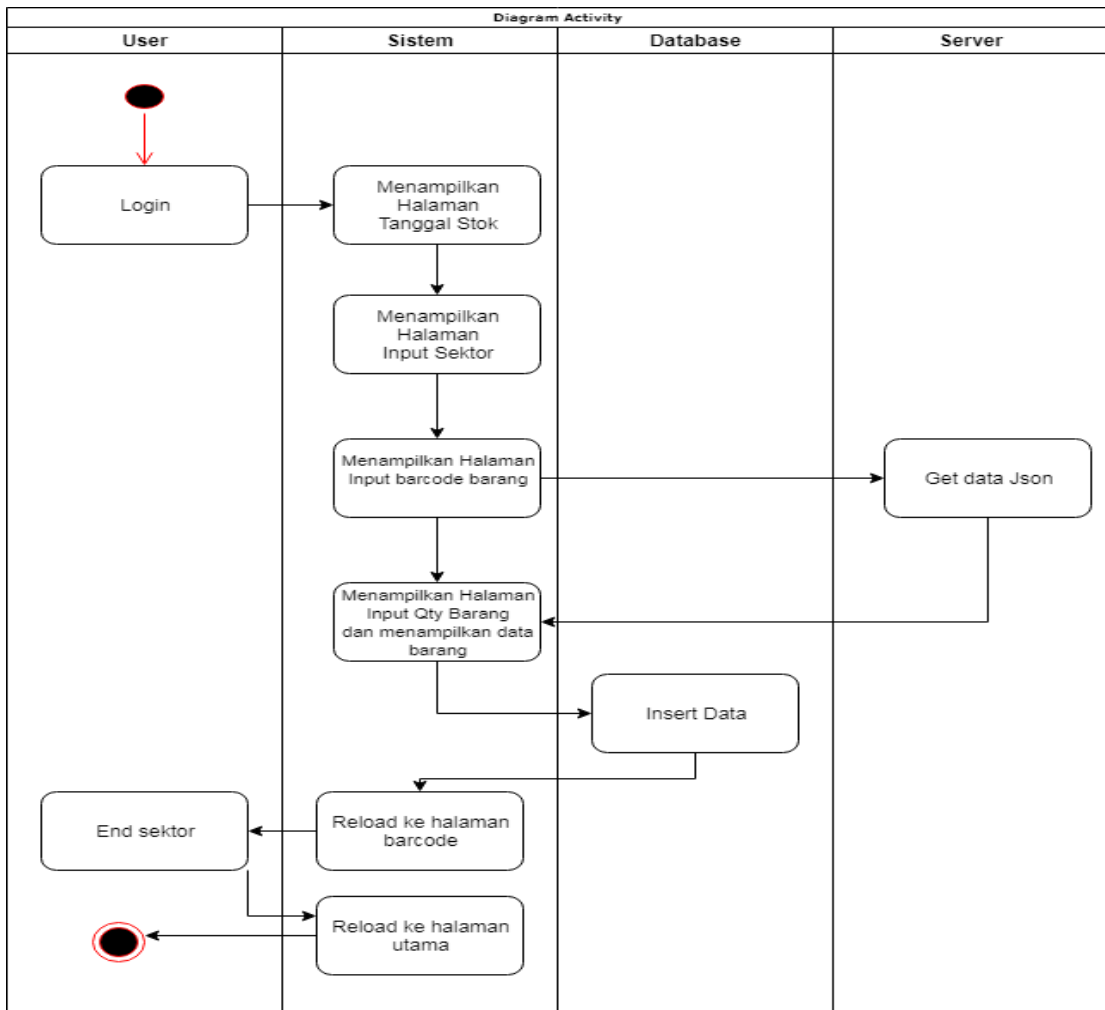 Diagram Activity
User
Sistem
Database
Server
Login
Menampilkan
Halaman
Tanggal Stok
Menampilkan
Halaman
Input Sektor
Menampilkan Halaman
Input barcode barang
Get data Json
Menampilkan Halaman
Input Qty Barang
dan menampilkan data
barang
Insert Data
End sektor
Reload ke halaman
barcode
Reload ke halaman
utama